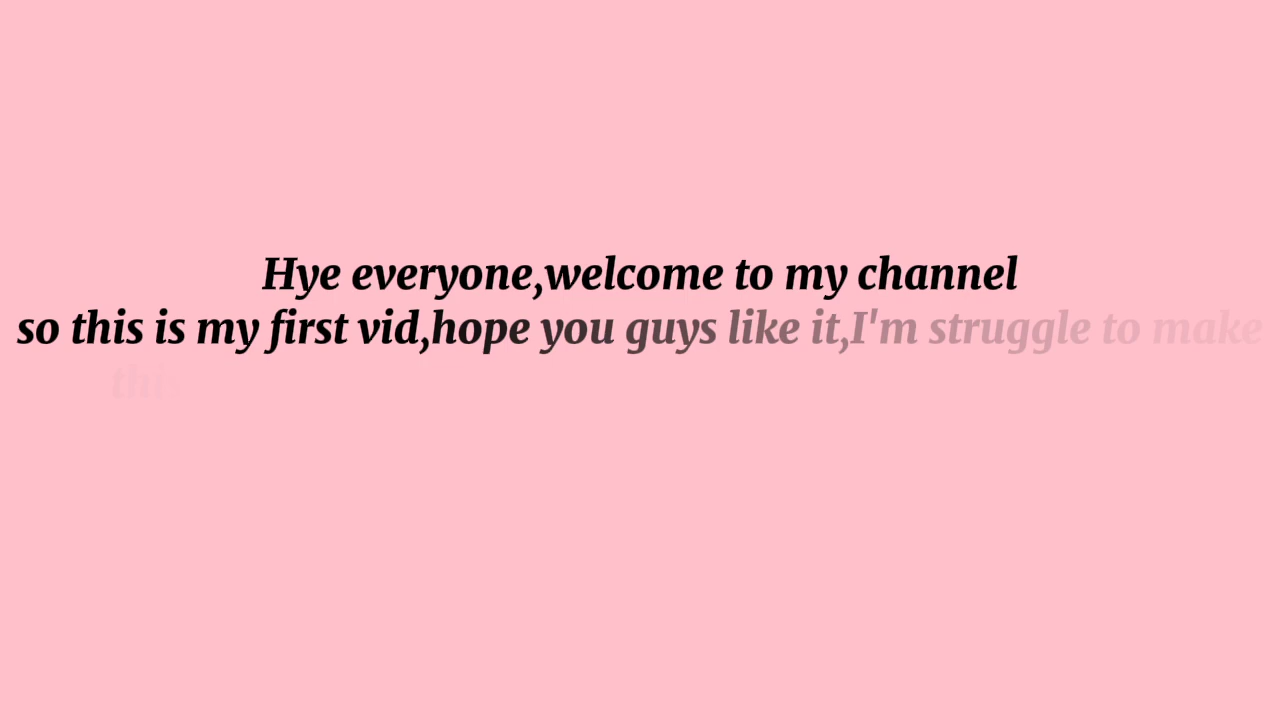 Hye everyone,welcome to my channel
so this is my first vid,hope you guys like it,I'm struggle to make
this